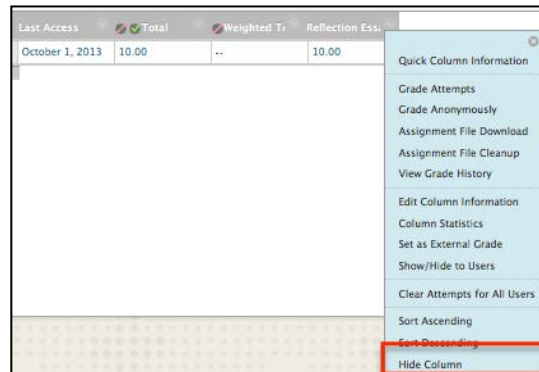 Last Access Total Weighted T Reflection Ess
October 1, 2013 10.00 -- 10.00
Quick Column Information
Grade Attempts
Grade Anonymously
Assignment File Download
Assignment File Cleanup
View Grade History
Edit Column Information
Column Statistics
Set as External Grade
Show/Hide to Users
Clear Attempts for All Users
Sort Ascending
Sort Descending
Hide Column